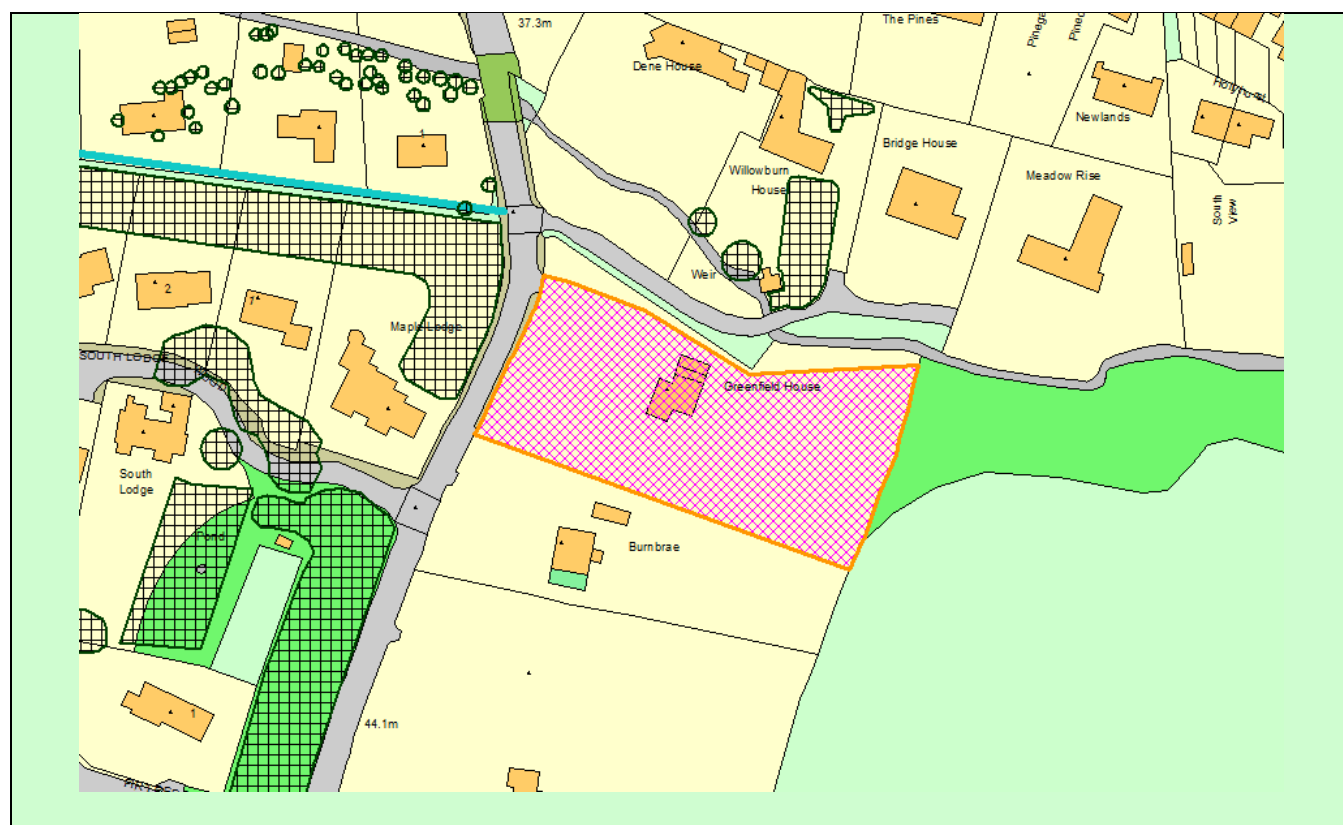 37.3m
The Pines
Dene House
Newlands
1
Bridge House
Willowburn
House
Meadow Rise
South
View
Weir
2
1
Maple Lodge
SOUTH LODGE
Greenfield House
South
Lodge
Pond
Burnbrae
1
44.1m